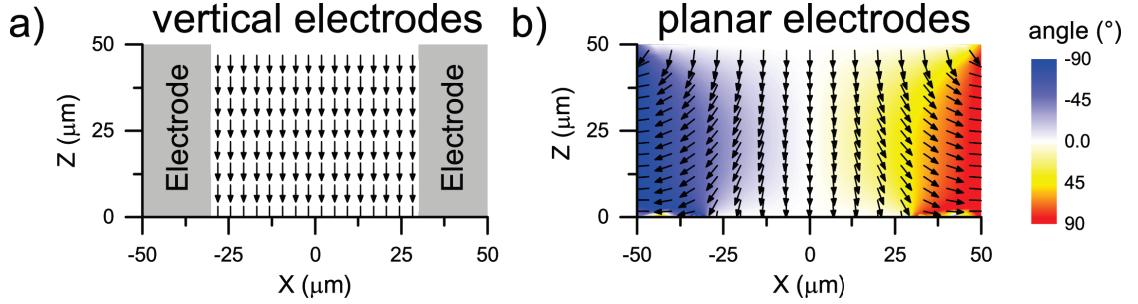 a) vertical electrodes
50
25
0
Z (μm)
Electrode
Electrode
-50 -25 0 25 50
X (μm)
b) planar electrodes
50
25
0
Z (μm)
-50 -25 0 25 50
X (μm)
angle (°)
-90
-45
0.0
45
90